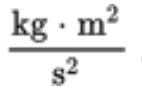 kg · m²
s²